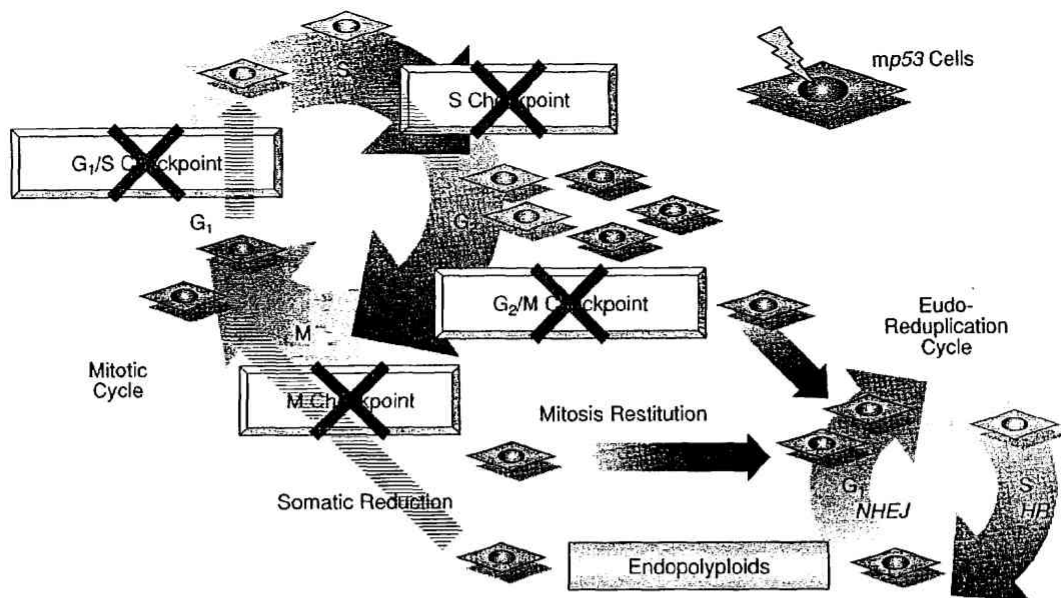 S
mp53 Cells
S Checkpoint
G₁/S Checkpoint
G₁
G₂
G₂/M Checkpoint
Eudo-
Reduplication
Cycle
M
Mitotic
Cycle
M Checkpoint
Mitosis Restitution
Somatic Reduction
G₁
NHEJ
S
HR
Endopolyploids